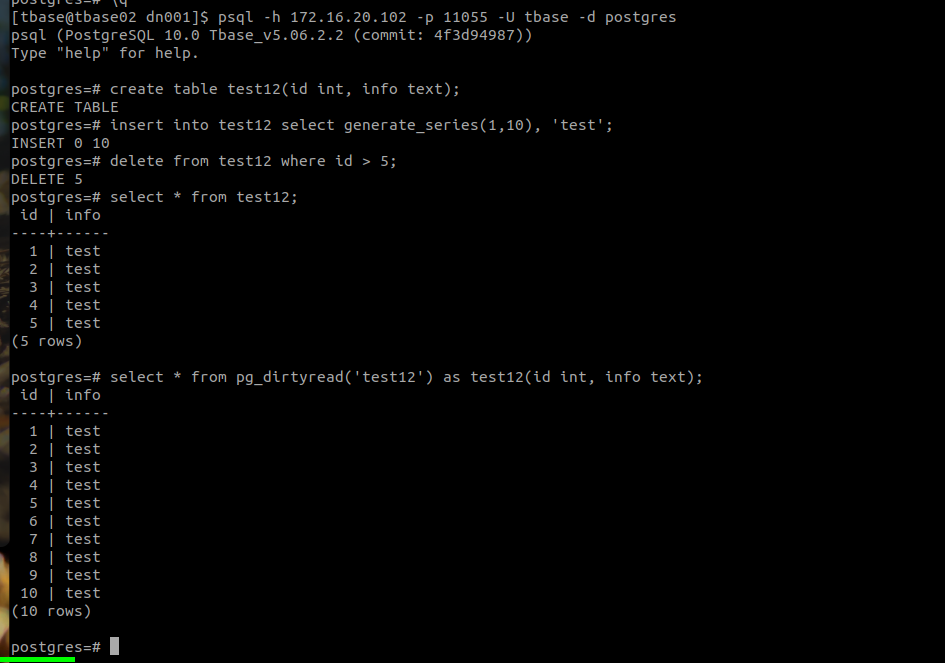 postgres=# \q
[tbase@tbase02 dn001]$ psql -h 172.16.20.102 -p 11055 -U tbase -d postgres
psql (PostgreSQL 10.0 Tbase_v5.06.2.2 (commit: 4f3d94987))
Type "help" for help.

postgres=# create table test12(id int, info text);
CREATE TABLE
postgres=# insert into test12 select generate_series(1,10), 'test';
INSERT 0 10
postgres=# delete from test12 where id > 5;
DELETE 5
postgres=# select * from test12;
 id | info
----+------
  1 | test
  2 | test
  3 | test
  4 | test
  5 | test
(5 rows)

postgres=# select * from pg_dirtyread('test12') as test12(id int, info text);
 id | info
----+------
  1 | test
  2 | test
  3 | test
  4 | test
  5 | test
  6 | test
  7 | test
  8 | test
  9 | test
 10 | test
(10 rows)

postgres=#